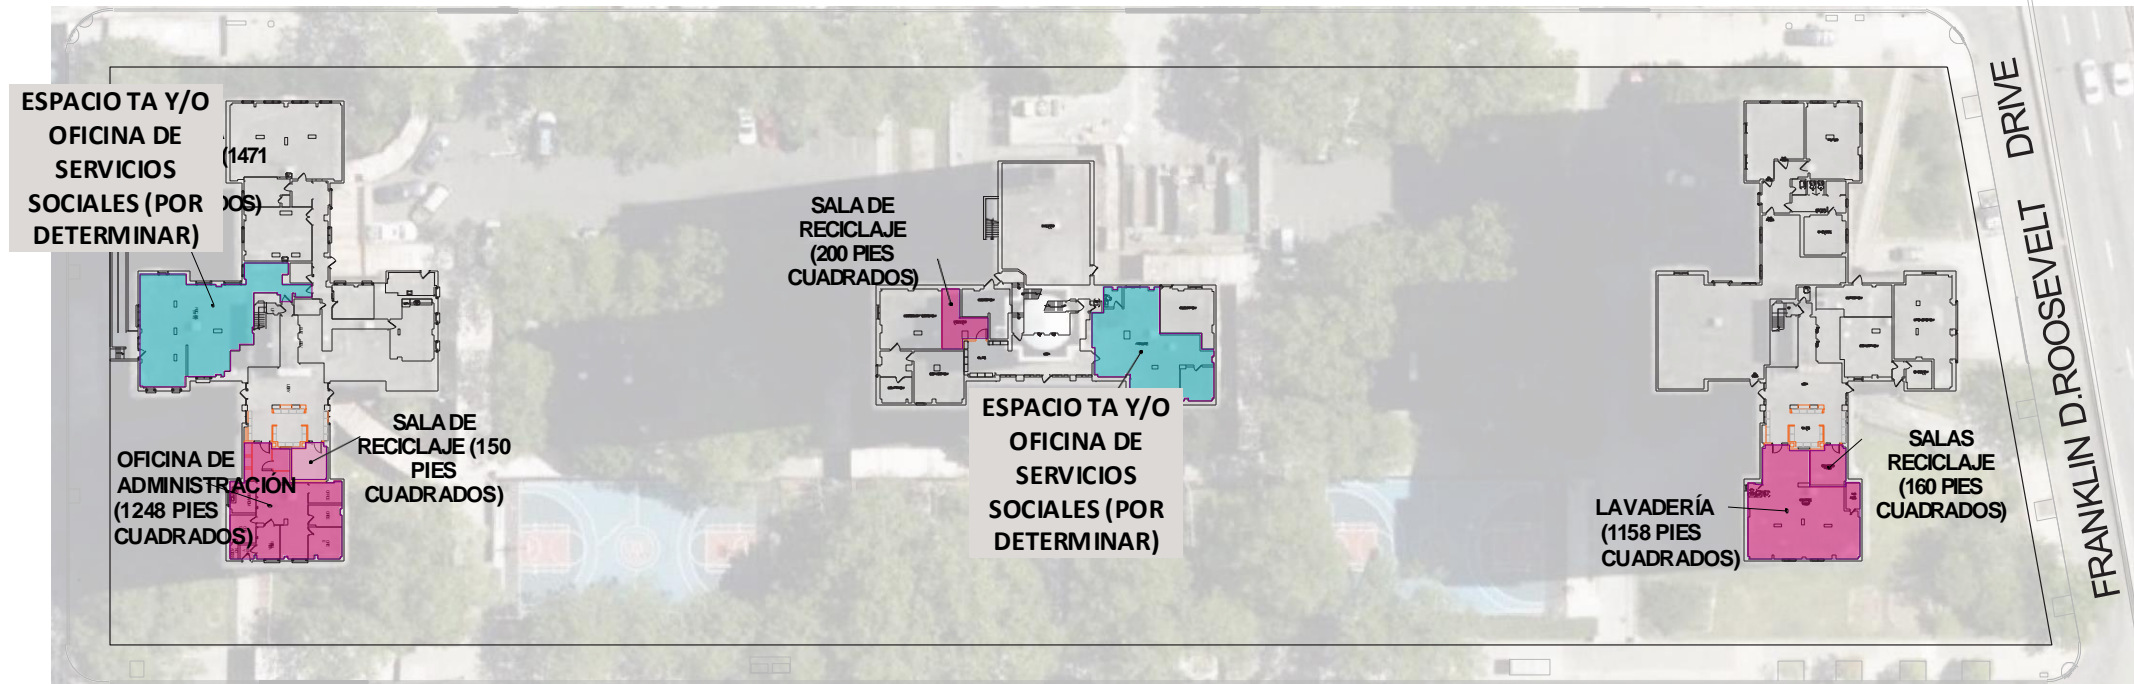 ESPACIO TA Y/O
OFICINA DE
SERVICIOS
SOCIALES (POR
DETERMINAR)
(1471
DOS)
SALA DE
RECICLAJE
(200 PIES
CUADRADOS)
SALA DE
RECICLAJE (150
PIES
CUADRADOS)
OFICINA DE
ADMINISTRACIÓN
(1248 PIES
CUADRADOS)
ESPACIO TA Y/O
OFICINA DE
SERVICIOS
SOCIALES (POR
DETERMINAR)
SALAS
RECICLAJE
(160 PIES
CUADRADOS)
LAVADERÍA
(1158 PIES
CUADRADOS)
FRANKLIN D.ROOSEVELT DRIVE